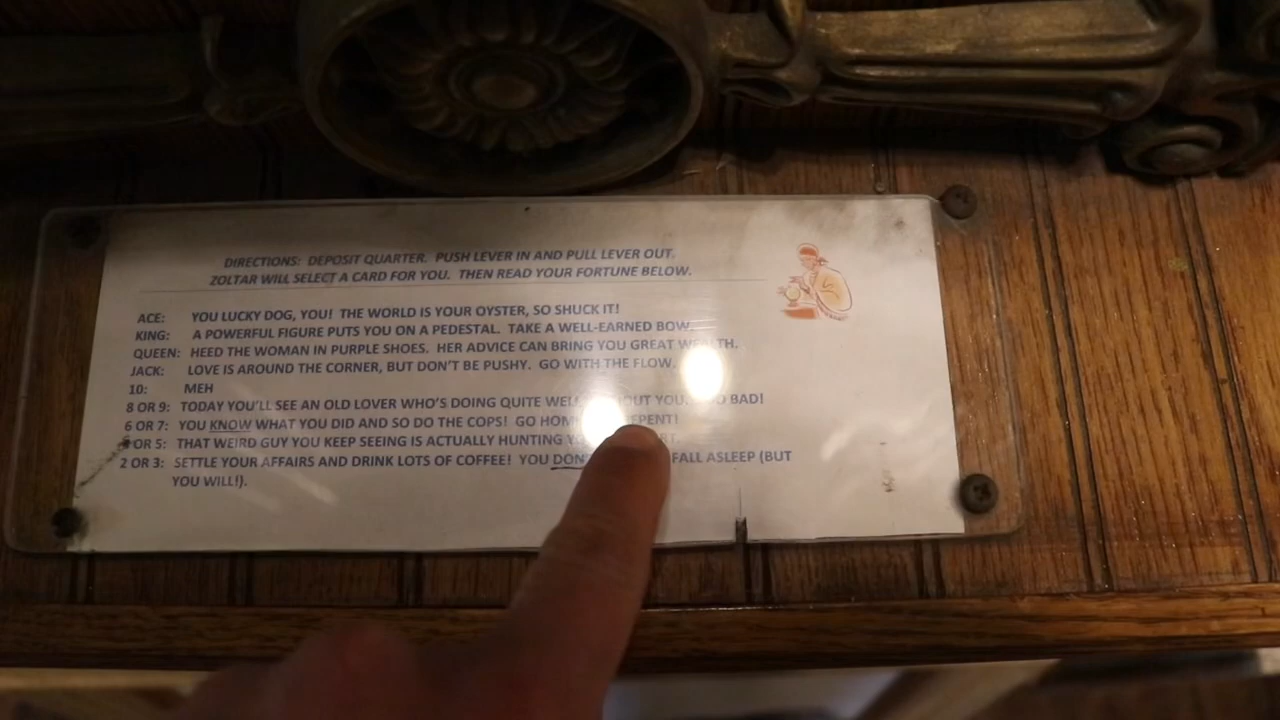 DIRECTIONS: DEPOSIT QUARTER. PUSH LEVER IN AND PULL LEVER OUT.
ZOLTAR WILL SELECT A CARD FOR YOU. THEN READ YOUR FORTUNE BELOW.
ACE: YOU LUCKY DOG, YOU! THE WORLD IS YOUR OYSTER, SO SHUCK IT!
KING: A POWERFUL FIGURE PUTS YOU ON A PEDESTAL. TAKE A WELL-EARNED BOW.
QUEEN: HEED THE WOMAN IN PURPLE SHOES. HER ADVICE CAN BRING YOU GREAT WEALTH.
JACK: LOVE IS AROUND THE CORNER, BUT DON'T BE PUSHY. GO WITH THE FLOW.
10: MEH
8 OR 9: TODAY YOU'LL SEE AN OLD LOVER WHO'S DOING QUITE WELL YOU. BAD!
6 OR 7: YOU KNOW WHAT YOU DID AND SO DO THE COPS! GO HOME REPENT!
OR 5: THAT WEIRD GUY YOU KEEP SEEING IS ACTUALLY HUNTING
2 OR 3: SETTLE YOUR AFFAIRS AND DRINK LOTS OF COFFEE! YOU FALL ASLEEP (BUT
YOU WILL!).